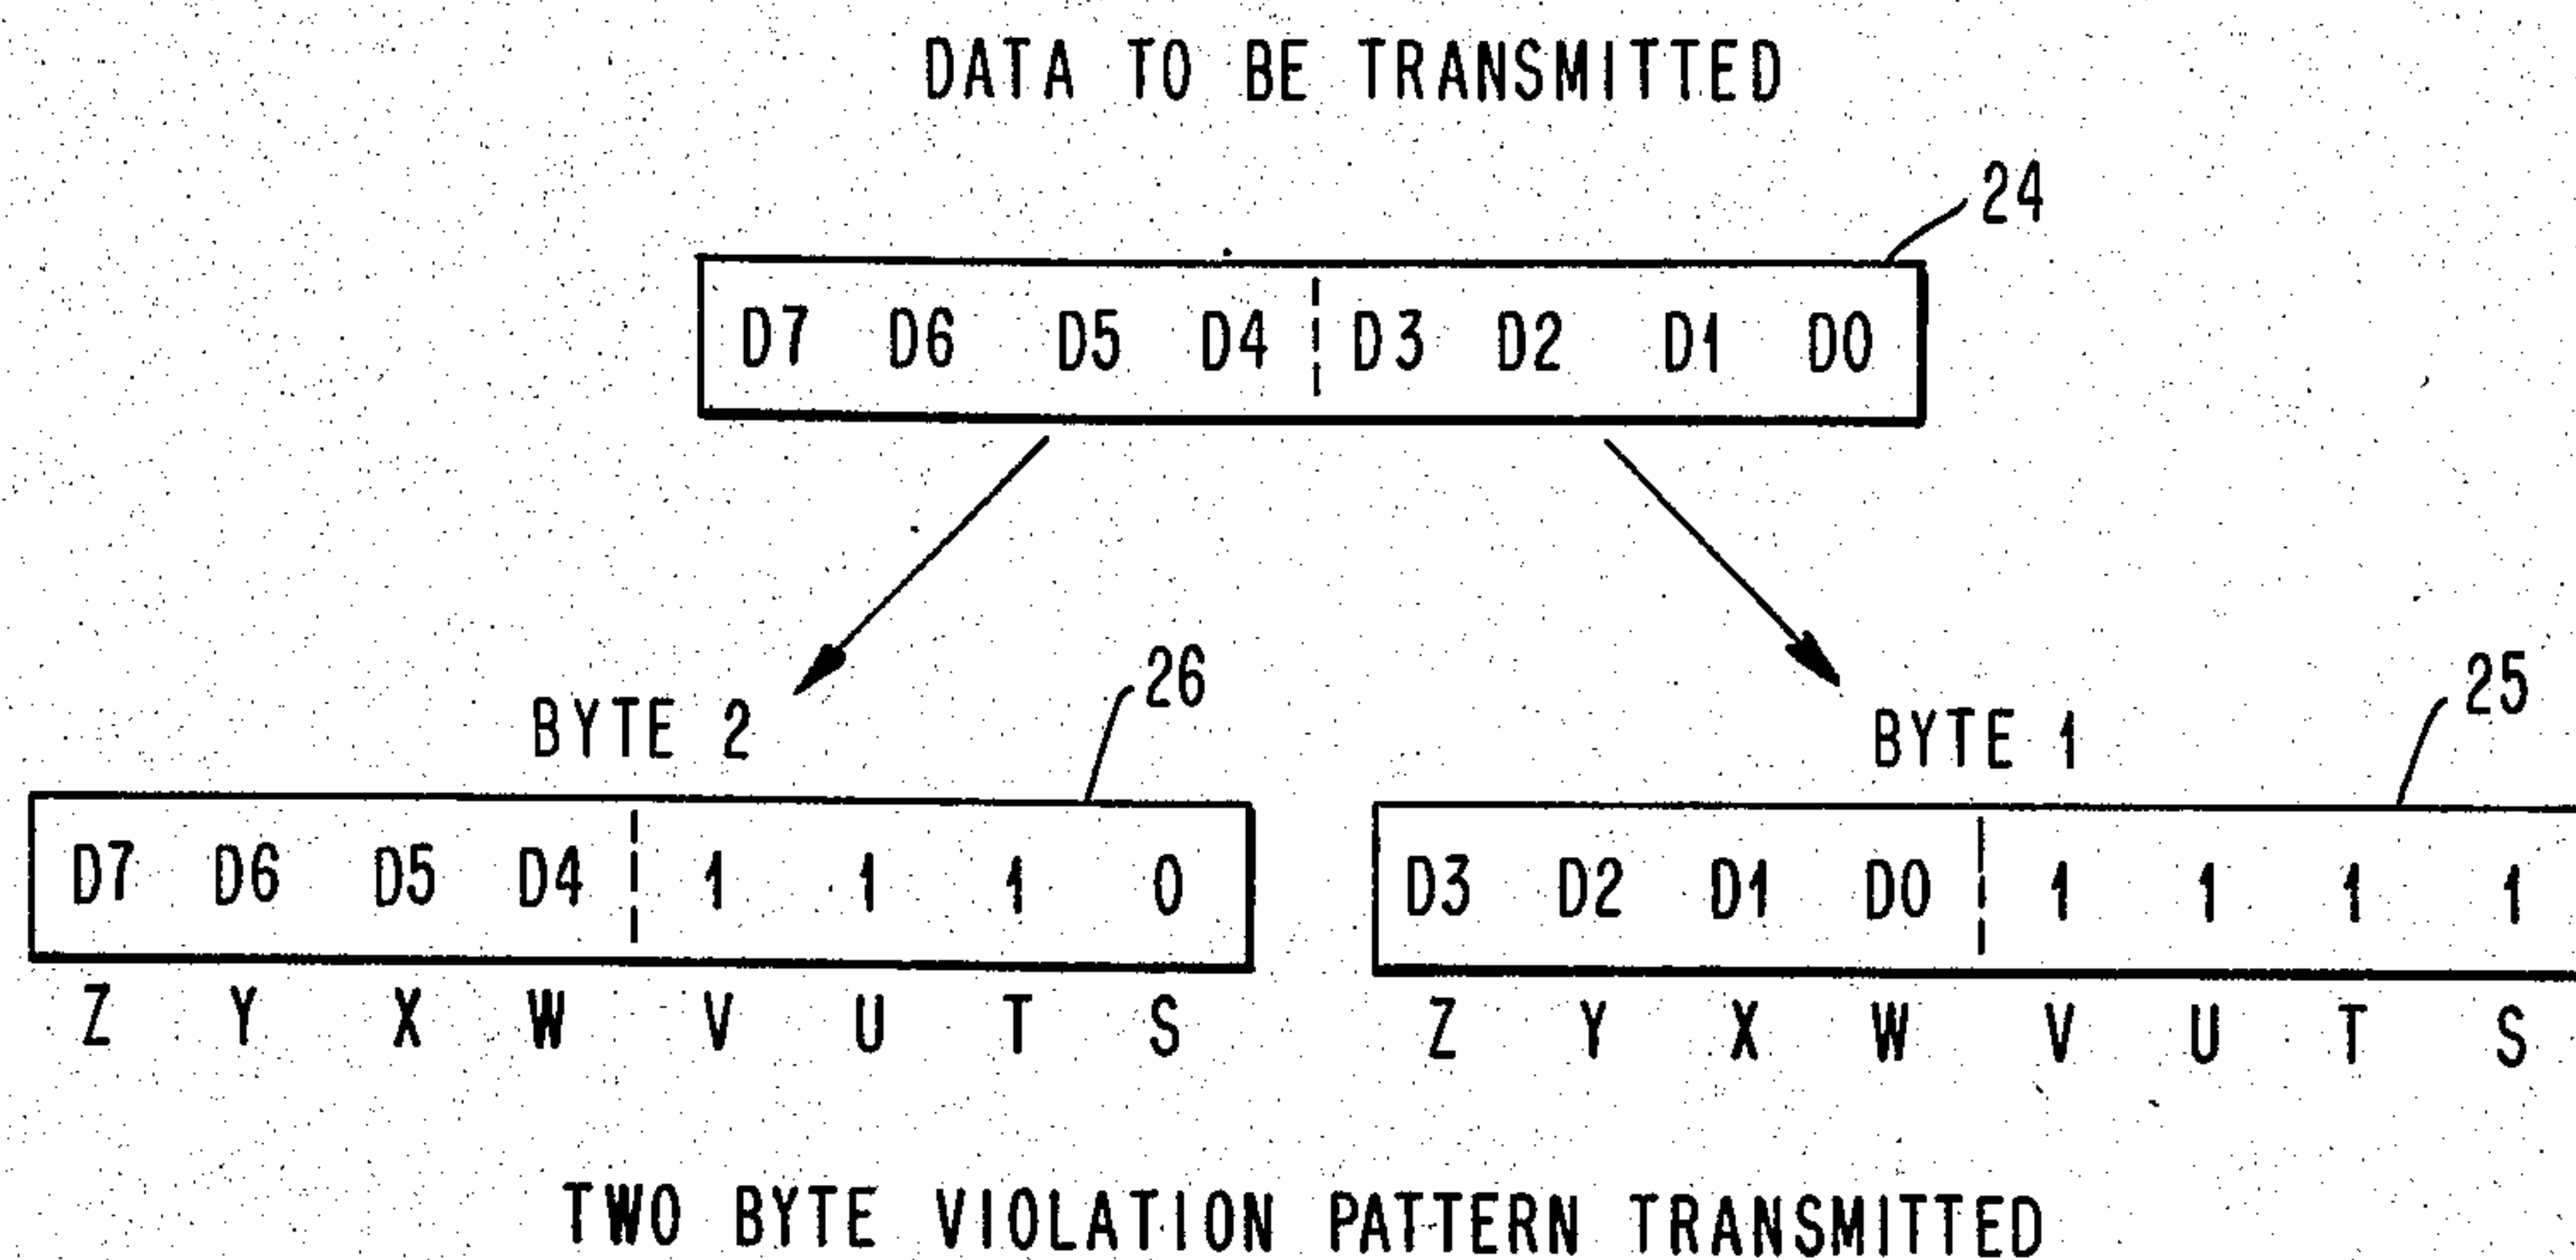 DATA TO BE TRANSMITTED
24
D7 D6 D5 D4 D3 D2 D1 D0
26
25
BYTE 2
BYTE 1
D7 D6 D5 D4 1 1 1 0
D3 D2 D1 D0 1 1 1 1
Z Y X W V U T S
Z Y X W V U T S
TWO BYTE VIOLATION PATTERN TRANSMITTED